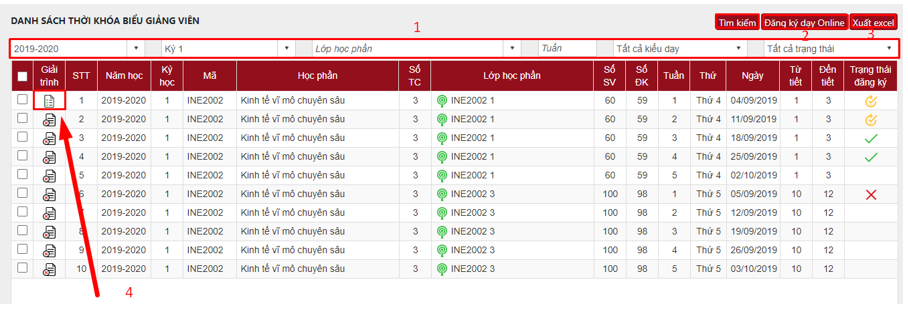 DANH SÁCH THỜI KHÓA BIỂU GIẢNG VIÊN
1
Tìm kiếm Đăng ký dạy Online Xuất excel
2 3
2019-2020 Kỳ 1 Lớp học phần Tuần Tất cả kiểu dạy Tất cả trạng thái
Giải trình STT Năm học Kỳ học Mã Học phần Số TC Lớp học phần Số SV Số ĐK Tuần Thứ Ngày Từ tiết Đến tiết Trạng thái đăng ký
1 2019-2020 1 INE2002 Kinh tế vĩ mô chuyên sâu 3 INE2002 1 60 59 1 Thứ 4 04/09/2019 1 3
2 2019-2020 1 INE2002 Kinh tế vĩ mô chuyên sâu 3 INE2002 1 60 59 2 Thứ 4 11/09/2019 1 3
3 2019-2020 1 INE2002 Kinh tế vĩ mô chuyên sâu 3 INE2002 1 60 59 3 Thứ 4 18/09/2019 1 3
4 2019-2020 1 INE2002 Kinh tế vĩ mô chuyên sâu 3 INE2002 1 60 59 4 Thứ 4 25/09/2019 1 3
5 2019-2020 1 INE2002 Kinh tế vĩ mô chuyên sâu 3 INE2002 1 60 59 5 Thứ 4 02/10/2019 1 3
6 2019-2020 1 INE2002 Kinh tế vĩ mô chuyên sâu 3 INE2002 3 100 98 1 Thứ 5 05/09/2019 10 12
7 2019-2020 1 INE2002 Kinh tế vĩ mô chuyên sâu 3 INE2002 3 100 98 2 Thứ 5 12/09/2019 10 12
8 2019-2020 1 INE2002 Kinh tế vĩ mô chuyên sâu 3 INE2002 3 100 98 3 Thứ 5 19/09/2019 10 12
9 2019-2020 1 INE2002 Kinh tế vĩ mô chuyên sâu 3 INE2002 3 100 98 4 Thứ 5 26/09/2019 10 12
10 2019-2020 1 INE2002 Kinh tế vĩ mô chuyên sâu 3 INE2002 3 100 98 5 Thứ 5 03/10/2019 10 12
4